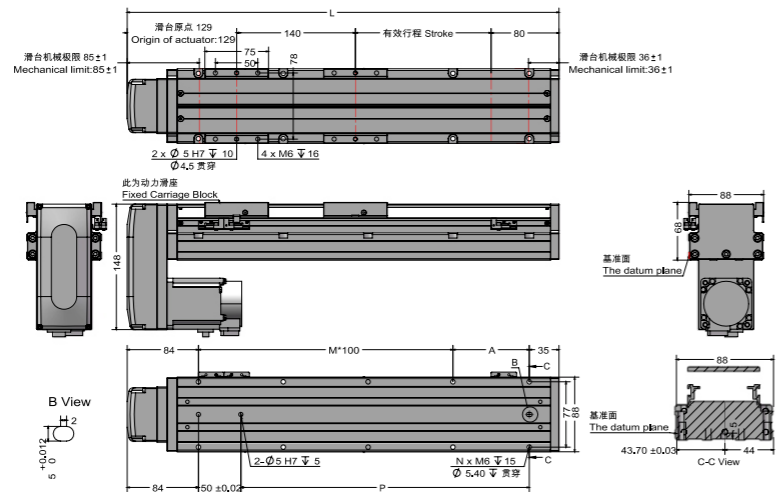 L
滑台原点 129
Origin of actuator:129
140
有效行程 Stroke
80
75
50
78
滑台机械极限 85±1
Mechanical limit:85±1
滑台机械极限 36±1
Mechanical limit:36±1
2 x Ø 5 H7 ↧ 10
Ø4.5 贯穿
4 x M6 ↧ 16
此为动力滑座
Fixed Carriage Block
148
88
68
基准面
The datum plane
84
M*100
A
35
B
C
77
88
C
B View
2
5 +0.012 0
84
50 ±0.02
P
2-Ø5 H7 ↧ 5
N x M6 ↧ 15
Ø 5.40 贯穿
88
基准面
The datum plane
5
43.70 ±0.03
44
C-C View